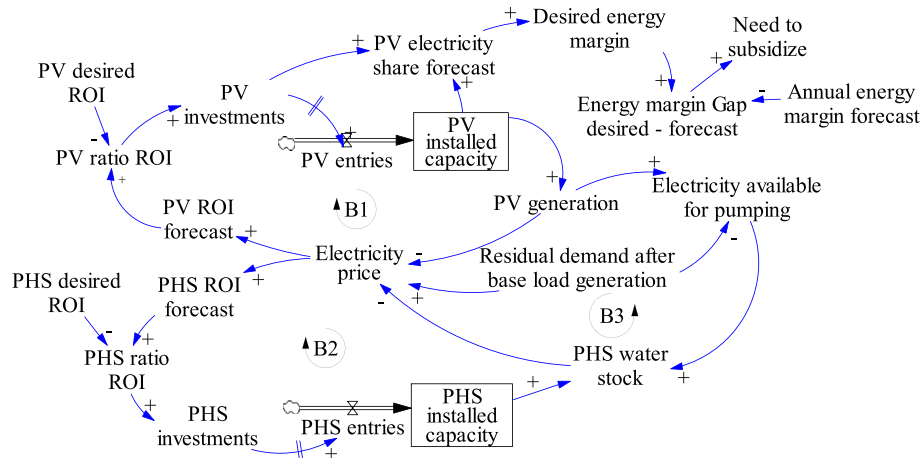 Desired energy
margin
Need to
subsidize
PV electricity
share forecast
PV desired
ROI
PV
investments
Energy margin Gap
desired - forecast
Annual energy
margin forecast
PV
installed
capacity
PV entries
PV ratio ROI
Electricity available
for pumping
PV generation
B1
PV ROI
forecast
Electricity
price
Residual demand after
base load generation
PHS desired
ROI
PHS ROI
forecast
B3
B2
PHS ratio
ROI
PHS water
stock
PHS
investments
PHS entries
PHS
installed
capacity
+
+
+
+
+
-
+
-
+
+
+
+
+
-
-
+
+
+
-
-
-
+
+
+
+
+